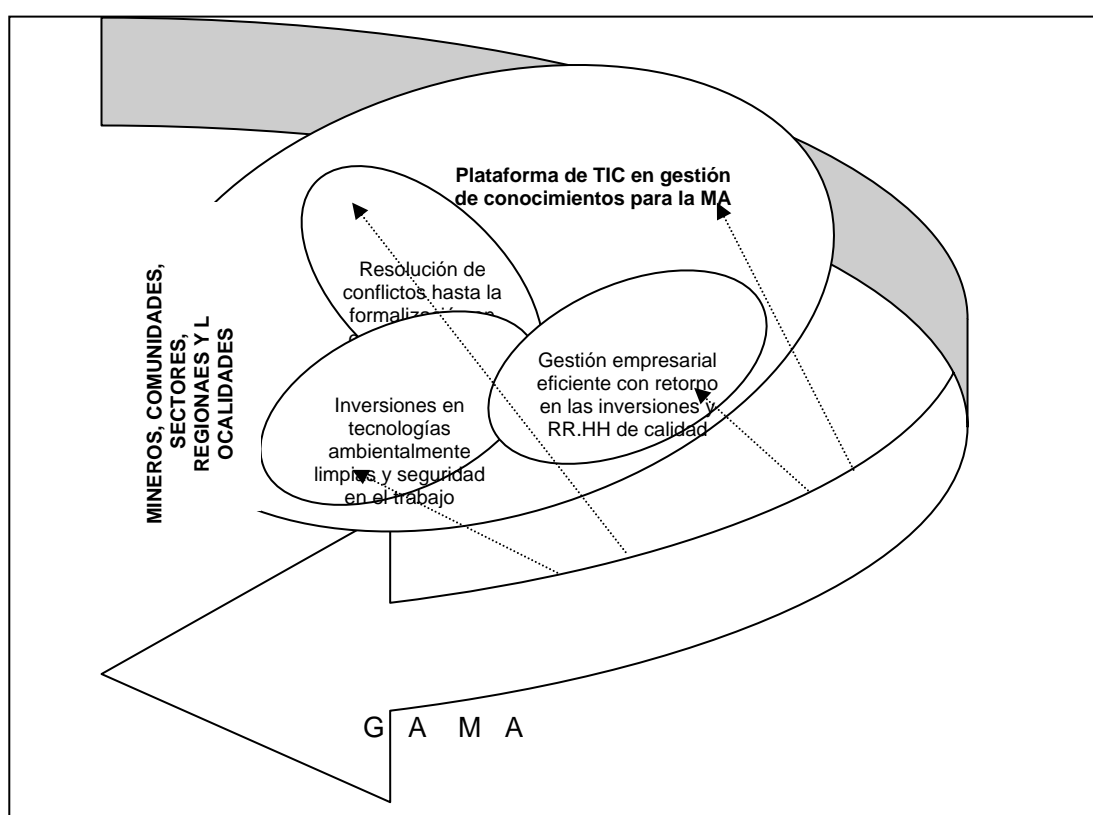 Plataforma de TIC en gestión
de conocimientos para la MA
Resolución de
conflictos hasta la
MINEROS, COMUNIDADES,
SECTORES,
REGIONAES Y L
OCALIDADES
Gestión empresarial
eficiente con retorno
en las inversiones y
RR.HH de calidad
Inversiones en
tecnologías
ambientalmente
limpias y seguridad
en el trabajo
G A M A